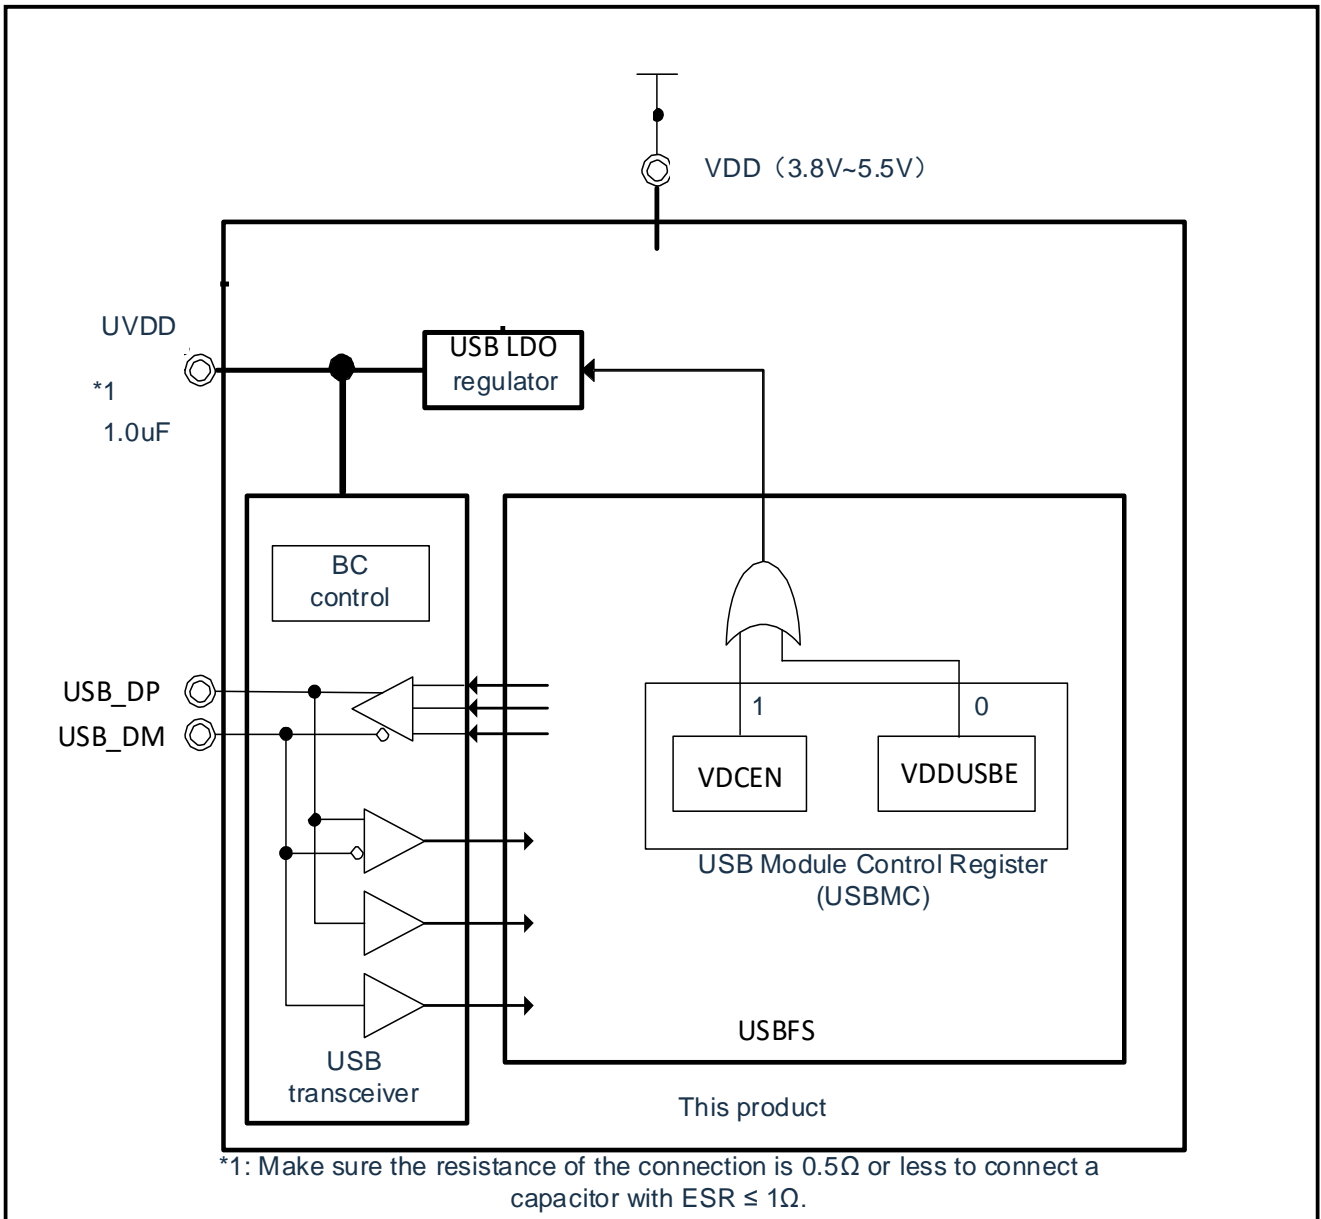 VDD（3.8V~5.5V）
UVDD
*1
1.0uF
USB LDO
regulator
BC
control
USB_DP
USB_DM
1
0
VDCEN
VDDUSBE
USB Module Control Register
(USBMC)
USBFS
USB
transceiver
This product
*1: Make sure the resistance of the connection is 0.5Ω or less to connect a
capacitor with ESR ≤ 1Ω.